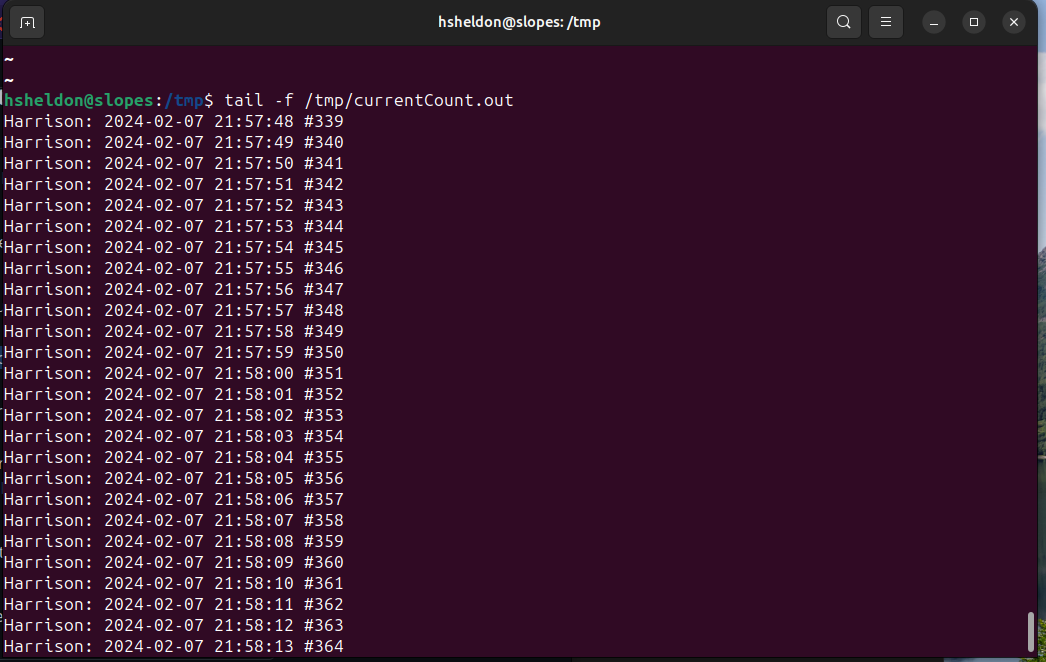 hsheldon@slopes: /tmp
~
~
hsheldon@slopes:/tmp$ tail -f /tmp/currentCount.out
Harrison: 2024-02-07 21:57:48 #339
Harrison: 2024-02-07 21:57:49 #340
Harrison: 2024-02-07 21:57:50 #341
Harrison: 2024-02-07 21:57:51 #342
Harrison: 2024-02-07 21:57:52 #343
Harrison: 2024-02-07 21:57:53 #344
Harrison: 2024-02-07 21:57:54 #345
Harrison: 2024-02-07 21:57:55 #346
Harrison: 2024-02-07 21:57:56 #347
Harrison: 2024-02-07 21:57:57 #348
Harrison: 2024-02-07 21:57:58 #349
Harrison: 2024-02-07 21:57:59 #350
Harrison: 2024-02-07 21:58:00 #351
Harrison: 2024-02-07 21:58:01 #352
Harrison: 2024-02-07 21:58:02 #353
Harrison: 2024-02-07 21:58:03 #354
Harrison: 2024-02-07 21:58:04 #355
Harrison: 2024-02-07 21:58:05 #356
Harrison: 2024-02-07 21:58:06 #357
Harrison: 2024-02-07 21:58:07 #358
Harrison: 2024-02-07 21:58:08 #359
Harrison: 2024-02-07 21:58:09 #360
Harrison: 2024-02-07 21:58:10 #361
Harrison: 2024-02-07 21:58:11 #362
Harrison: 2024-02-07 21:58:12 #363
Harrison: 2024-02-07 21:58:13 #364